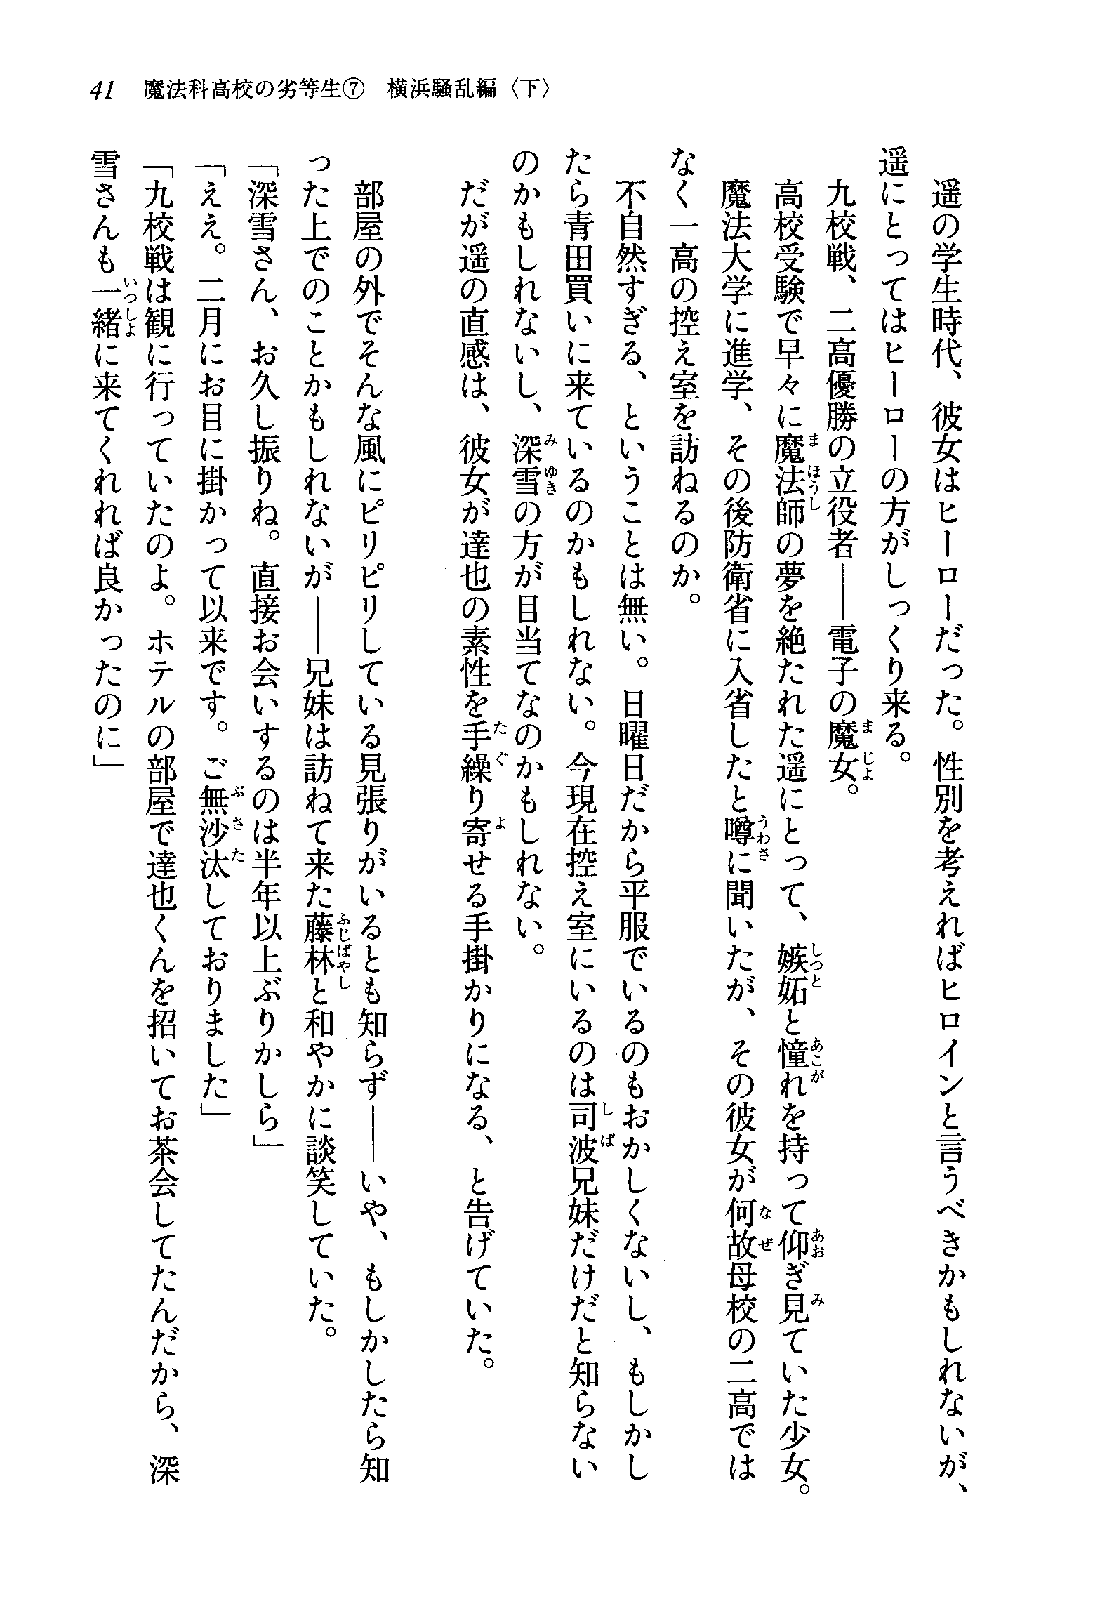 41　魔法科高校の劣等生⑦　横浜騒乱編〈下〉
　遥の学生時代、彼女はヒーローだった。性別を考えればヒロインと言うべきかもしれないが、
遥にとってはヒーローの方がしっくり来る。
　九校戦、二高優勝の立役者――電子の魔女。
　高校受験で早々に魔法師の夢を絶たれた遥にとって、嫉妬と憧れを持って仰ぎ見ていた少女。
　魔法大学に進学、その後防衛省に入省したと噂に聞いたが、その彼女が何故母校の二高では
なく一高の控え室を訪ねるのか。
　不自然すぎる、ということは無い。日曜日だから平服でいるのもおかしくないし、もしかし
たら青田買いに来ているのかもしれない。今現在控え室にいるのは司波兄妹だけだと知らない
のかもしれないし、深雪の方が目当てなのかもしれない。
　だが遥の直感は、彼女が達也の素性を手繰り寄せる手掛かりになる、と告げていた。
　部屋の外でそんな風にピリピリしている見張りがいるとも知らず――いや、もしかしたら知
った上でのことかもしれないが――兄妹は訪ねて来た藤林と和やかに談笑していた。
「深雪さん、お久し振りね。直接お会いするのは半年以上ぶりかしら」
「ええ。二月にお目に掛かって以来です。ご無沙汰しておりました」
「九校戦は観に行っていたのよ。ホテルの部屋で達也くんを招いてお茶会してたんだから、深
雪さんも一緒に来てくれれば良かったのに」